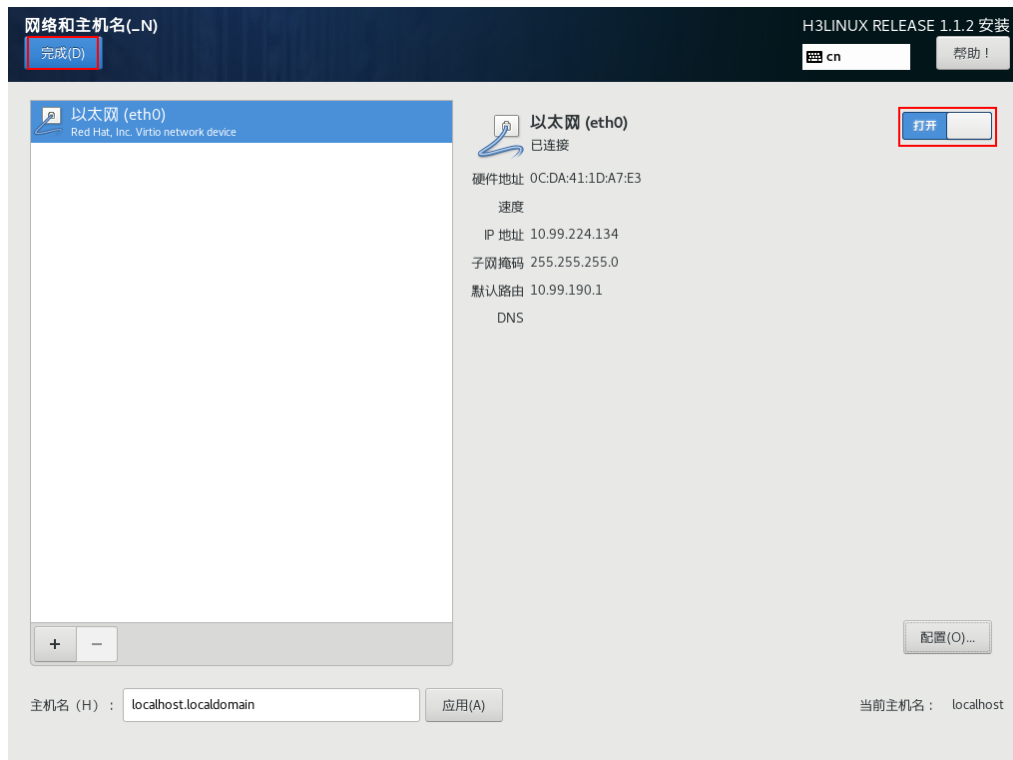 网络和主机名(_N)
完成(D)
H3LINUX RELEASE 1.1.2 安装
cn
帮助！
以太网 (eth0)
Red Hat, Inc. Virtio network device
以太网 (eth0)
已连接
打开
硬件地址 0C:DA:41:1D:A7:E3
速度
IP 地址 10.99.224.134
子网掩码 255.255.255.0
默认路由 10.99.190.1
DNS
+ −
配置(O)...
主机名（H）： localhost.localdomain 应用(A) 当前主机名： localhost